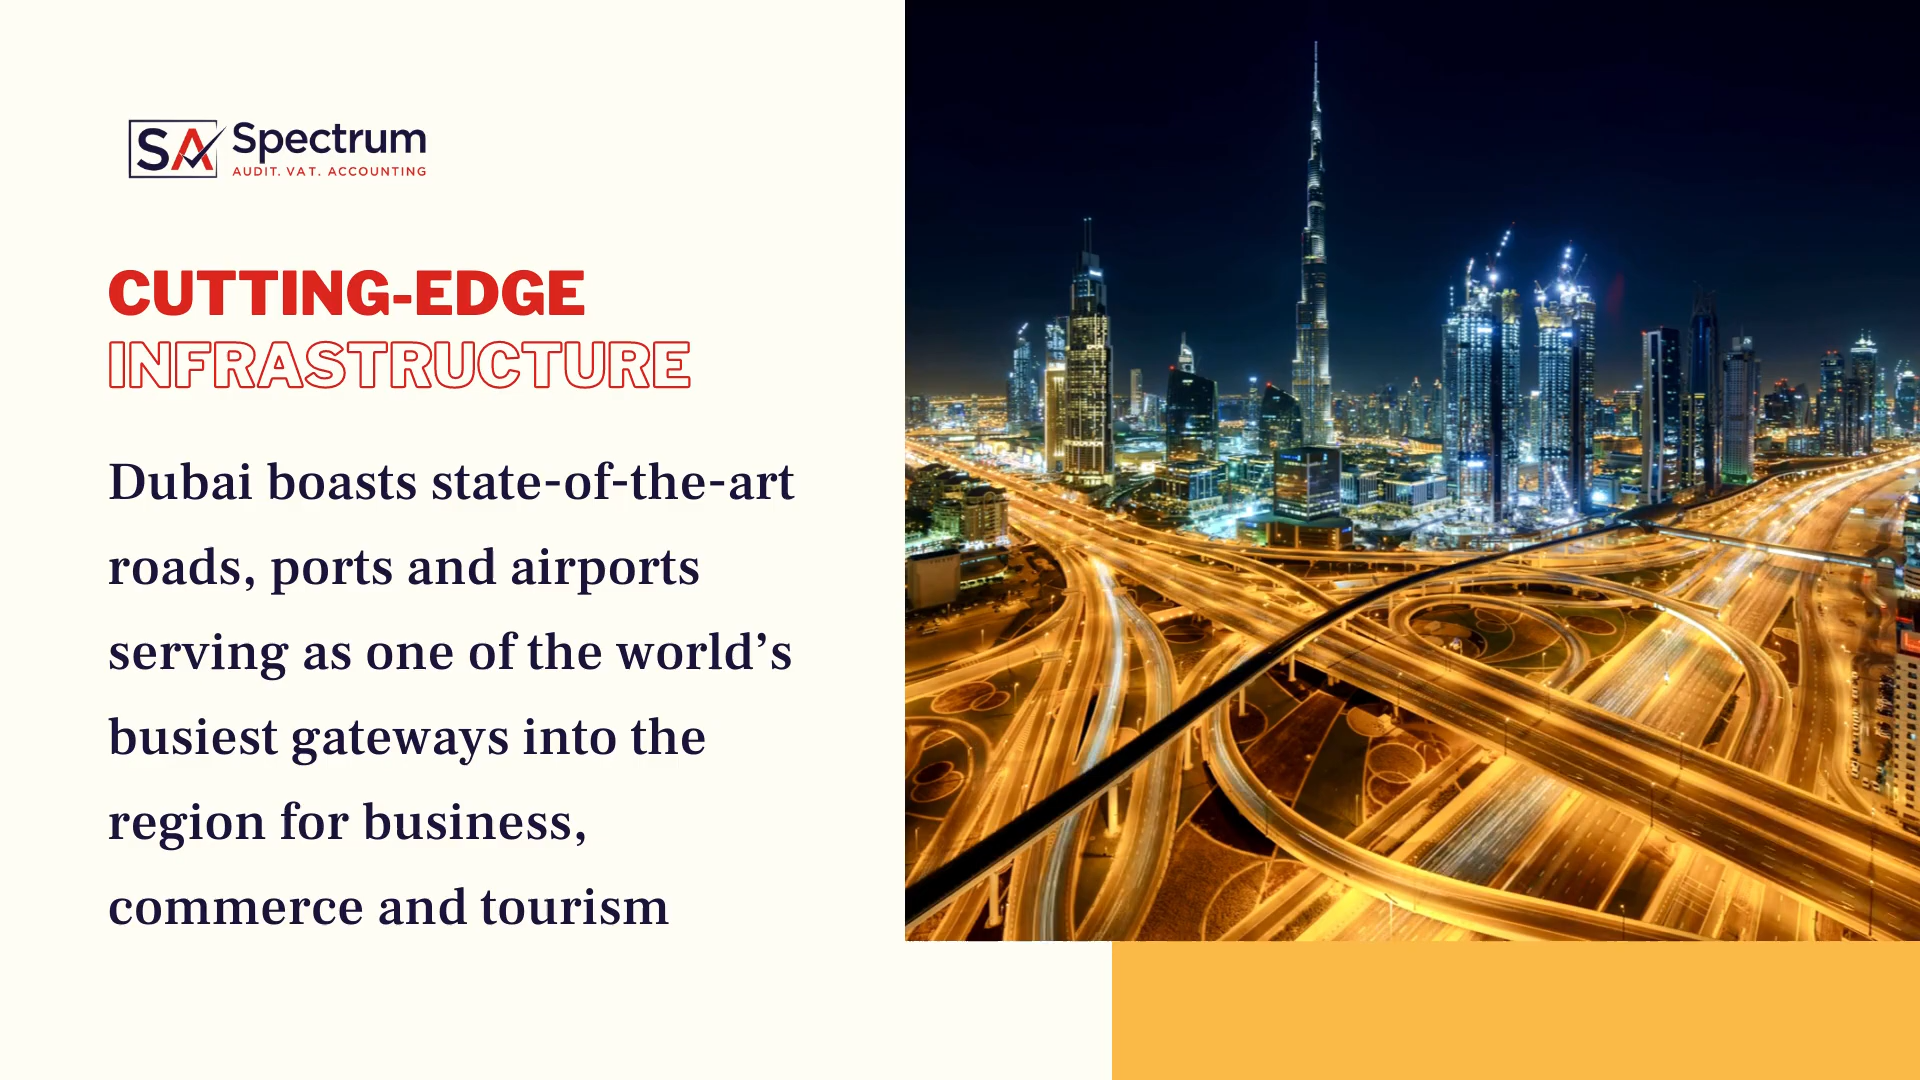 SA Spectrum
AUDIT. VAT. ACCOUNTING
CUTTING-EDGE
INFRASTRUCTURE
Dubai boasts state-of-the-art
roads, ports and airports
serving as one of the world’s
busiest gateways into the
region for business,
commerce and tourism